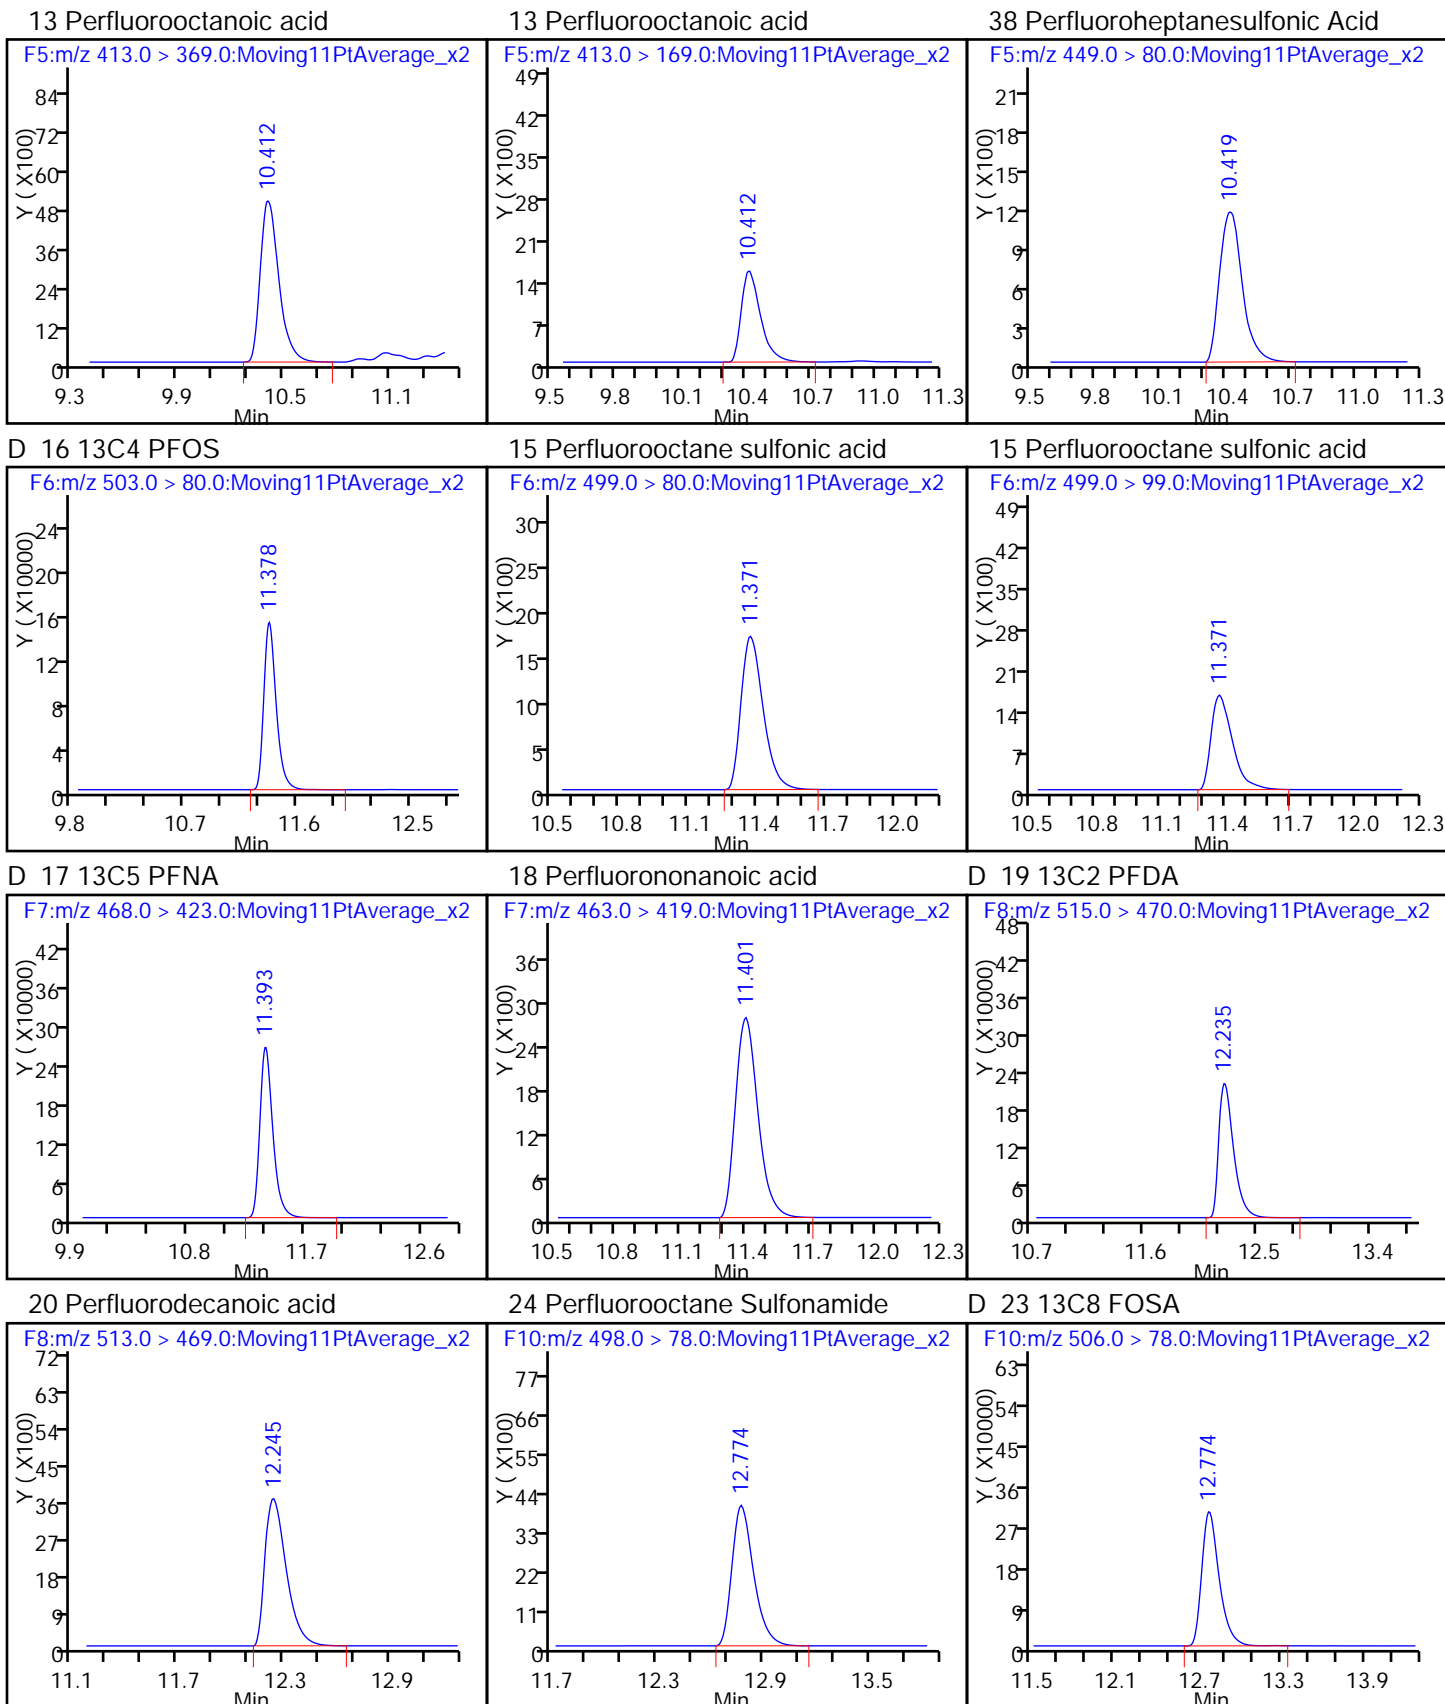 13 Perfluorooctanoic acid
F5:m/z 413.0 > 369.0:Moving11PtAverage_x2
Y ( X100)
84
72
60
48
36
24
12
0
10.412
9.3 9.9 10.5 11.1
Min
13 Perfluorooctanoic acid
F5:m/z 413.0 > 169.0:Moving11PtAverage_x2
Y ( X100)
49
42
35
28
21
14
7
0
10.412
9.5 9.8 10.1 10.4 10.7 11.0 11.3
Min
38 Perfluoroheptanesulfonic Acid
F5:m/z 449.0 > 80.0:Moving11PtAverage_x2
Y ( X100)
21
18
15
12
9
6
3
0
10.419
9.5 9.8 10.1 10.4 10.7 11.0 11.3
Min
D 16 13C4 PFOS
F6:m/z 503.0 > 80.0:Moving11PtAverage_x2
Y ( X10000)
24
20
16
12
8
4
0
11.378
9.8 10.7 11.6 12.5
Min
15 Perfluorooctane sulfonic acid
F6:m/z 499.0 > 80.0:Moving11PtAverage_x2
Y ( X100)
30
25
20
15
10
5
0
11.371
10.5 10.8 11.1 11.4 11.7 12.0
Min
15 Perfluorooctane sulfonic acid
F6:m/z 499.0 > 99.0:Moving11PtAverage_x2
Y ( X100)
49
42
35
28
21
14
7
0
11.371
10.5 10.8 11.1 11.4 11.7 12.0 12.3
Min
D 17 13C5 PFNA
F7:m/z 468.0 > 423.0:Moving11PtAverage_x2
Y ( X10000)
42
36
30
24
18
12
6
0
11.393
9.9 10.8 11.7 12.6
Min
18 Perfluorononanoic acid
F7:m/z 463.0 > 419.0:Moving11PtAverage_x2
Y ( X100)
36
30
24
18
12
6
0
11.401
10.5 10.8 11.1 11.4 11.7 12.0 12.3
Min
D 19 13C2 PFDA
F8:m/z 515.0 > 470.0:Moving11PtAverage_x2
Y ( X10000)
48
42
36
30
24
18
12
6
0
12.235
10.7 11.6 12.5 13.4
Min
20 Perfluorodecanoic acid
F8:m/z 513.0 > 469.0:Moving11PtAverage_x2
Y ( X100)
72
63
54
45
36
27
18
9
0
12.245
11.1 11.7 12.3 12.9
Min
24 Perfluorooctane Sulfonamide
F10:m/z 498.0 > 78.0:Moving11PtAverage_x2
Y ( X100)
77
66
55
44
33
22
11
0
12.774
11.7 12.3 12.9 13.5
Min
D 23 13C8 FOSA
F10:m/z 506.0 > 78.0:Moving11PtAverage_x2
Y ( X10000)
63
54
45
36
27
18
9
0
12.774
11.5 12.1 12.7 13.3 13.9
Min